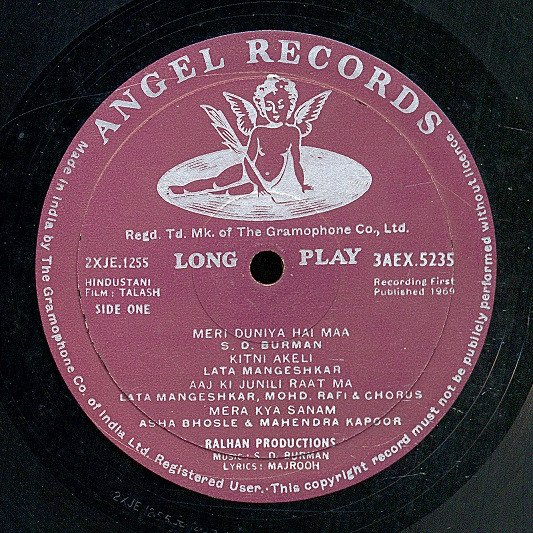 ANGEL RECORDS
Regd. Td. Mk. of The Gramophone Co., Ltd.
2XJE.1255 LONG PLAY 3AEX.5235
HINDUSTANI
FILM : TALASH
SIDE ONE
Recording First
Published 1969
MERI DUNIYA HAI MAA
S. D. BURMAN
KITNI AKELI
LATA MANGESHKAR
AAJ KI JUNILI RAAT MA
LATA MANGESHKAR, MOHD. RAFI & CHORUS
MERA KYA SANAM
ASHA BHOSLE & MAHENDRA KAPOOR
RALHAN PRODUCTIONS
MUSIC : S. D. BURMAN
LYRICS : MAJROOH
Made in India by The Gramophone Co. of India Ltd. Registered User.·This copyright record must not be publicly performed without licence.